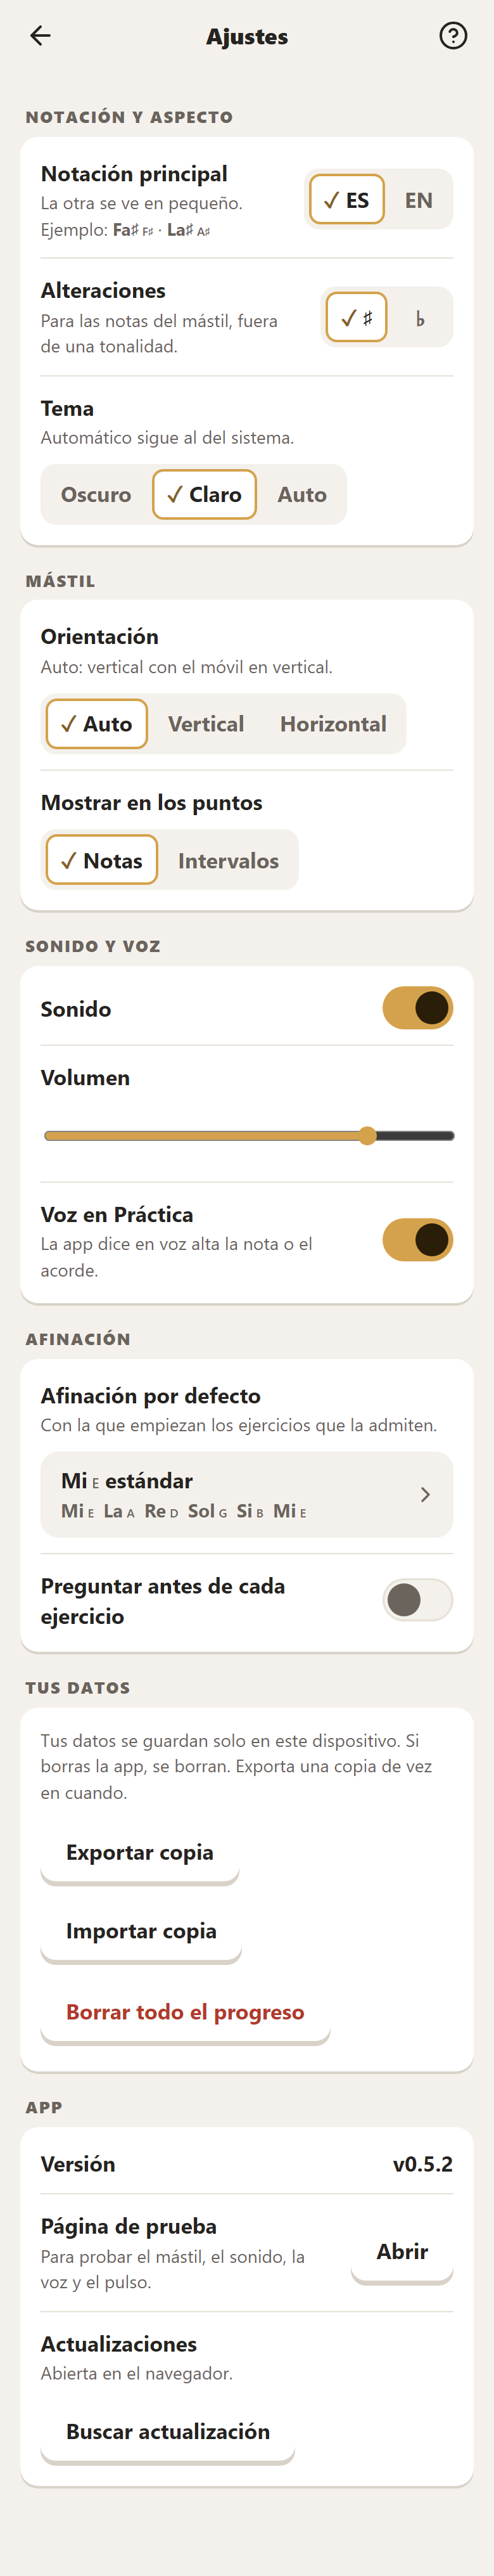 Ajustes
NOTACIÓN Y ASPECTO
Notación principal
La otra se ve en pequeño.
Ejemplo: Fa♯ F♯ · La♯ A♯
✓ ES EN
Alteraciones
Para las notas del mástil, fuera
de una tonalidad.
✓ ♯ ♭
Tema
Automático sigue al del sistema.
Oscuro ✓ Claro Auto
MÁSTIL
Orientación
Auto: vertical con el móvil en vertical.
✓ Auto Vertical Horizontal
Mostrar en los puntos
✓ Notas Intervalos
SONIDO Y VOZ
Sonido
Volumen
Voz en Práctica
La app dice en voz alta la nota o el
acorde.
AFINACIÓN
Afinación por defecto
Con la que empiezan los ejercicios que la admiten.
Mi E estándar
Mi E La A Re D Sol G Si B Mi E
Preguntar antes de cada
ejercicio
TUS DATOS
Tus datos se guardan solo en este dispositivo. Si
borras la app, se borran. Exporta una copia de vez
en cuando.
Exportar copia
Importar copia
Borrar todo el progreso
APP
Versión v0.5.2
Página de prueba
Para probar el mástil, el sonido, la
voz y el pulso.
Abrir
Actualizaciones
Abierta en el navegador.
Buscar actualización